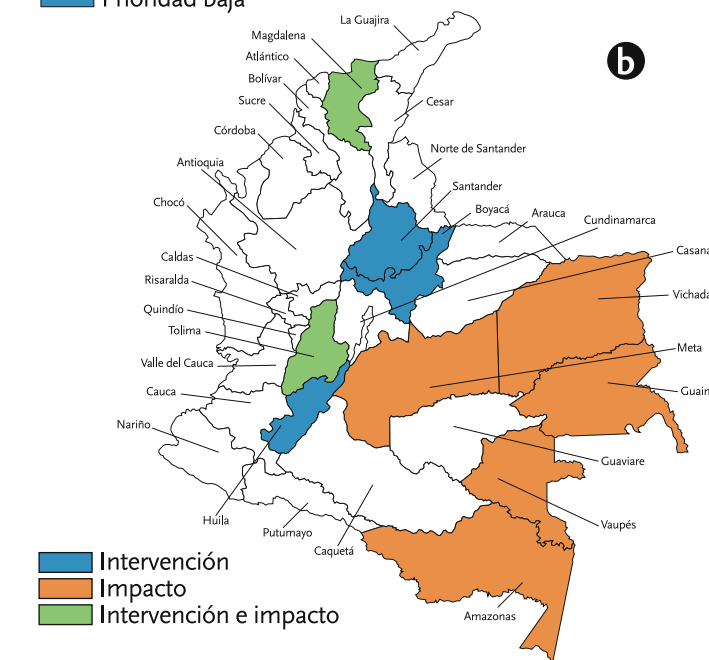 Prioridad Baja
b
La Guajira
Magdalena
Atlántico
Bolívar
Sucre
Córdoba
Antioquia
Chocó
Caldas
Risaralda
Quindío
Tolima
Valle del Cauca
Cauca
Nariño
Huila
Putumayo
Caquetá
Cesar
Norte de Santander
Santander
Boyacá
Arauca
Cundinamarca
Casana
Vichada
Meta
Guain
Guaviare
Vaupés
Amazonas
Intervención
Impacto
Intervención e impacto